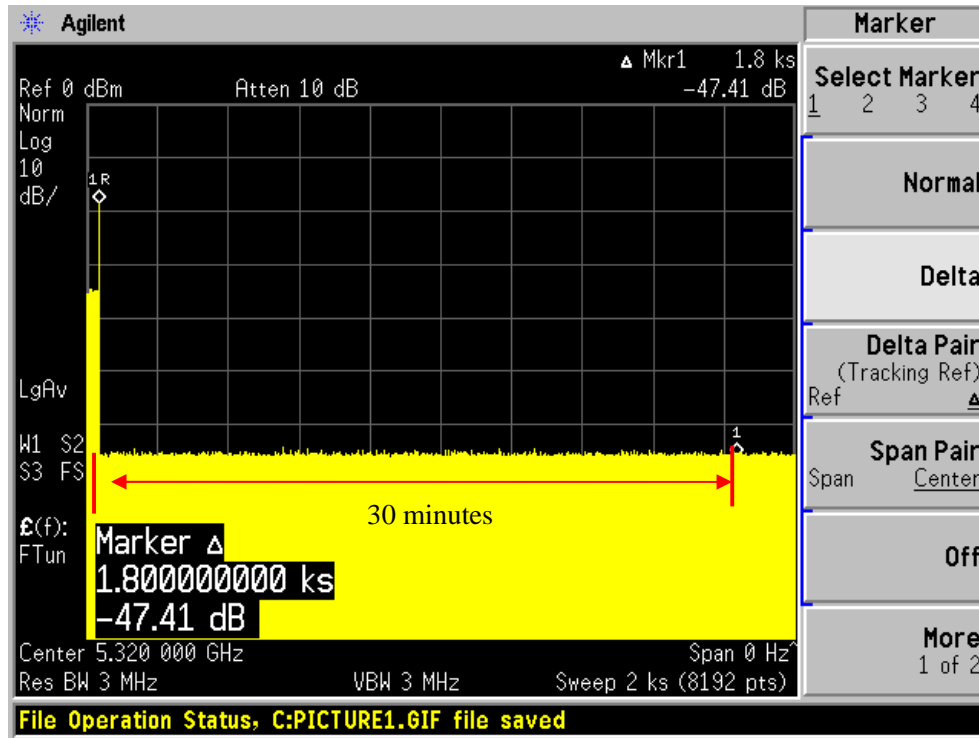 Agilent
Marker
Δ Mkr1 1.8 ks
Ref 0 dBm Atten 10 dB -47.41 dB
Norm
Log
10
dB/
1R
LgAv
W1 S2
S3 FS
1
30 minutes
£(f):
FTun
Marker Δ
1.800000000 ks
-47.41 dB
Center 5.320 000 GHz Span 0 Hz^
Res BW 3 MHz VBW 3 MHz Sweep 2 ks (8192 pts)
Select Marker
1 2 3 4
Normal
Delta
Delta Pair
(Tracking Ref)
Ref Δ
Span Pair
Span Center
Off
More
1 of 2
File Operation Status, C:PICTURE1.GIF file saved